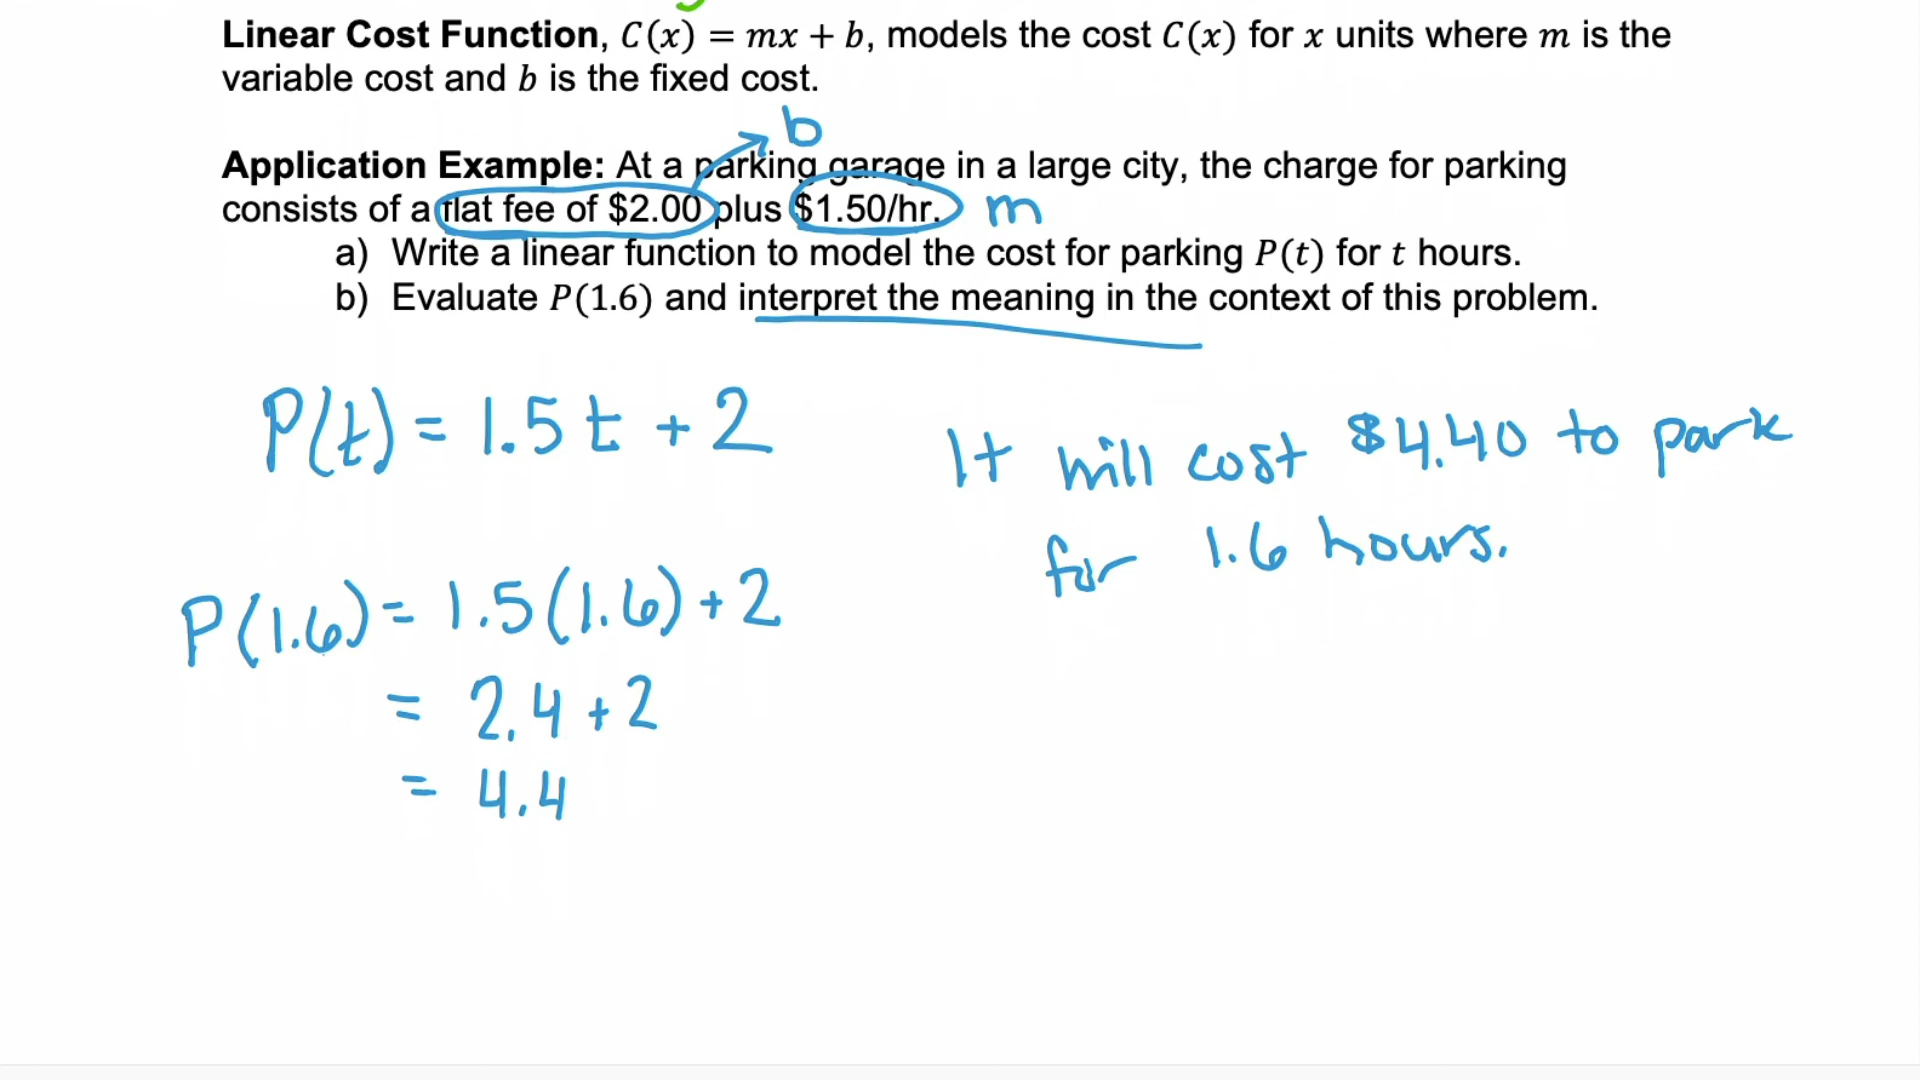 Linear Cost Function, C(x) = mx + b, models the cost C(x) for x units where m is the
variable cost and b is the fixed cost.
b
Application Example: At a parking garage in a large city, the charge for parking
consists of a flat fee of $2.00 plus $1.50/hr. m
a) Write a linear function to model the cost for parking P(t) for t hours.
b) Evaluate P(1.6) and interpret the meaning in the context of this problem.
P(t) = 1.5t + 2
P(1.6) = 1.5(1.6) + 2
= 2.4 + 2
= 4.4
It will cost $4.40 to park
for 1.6 hours.